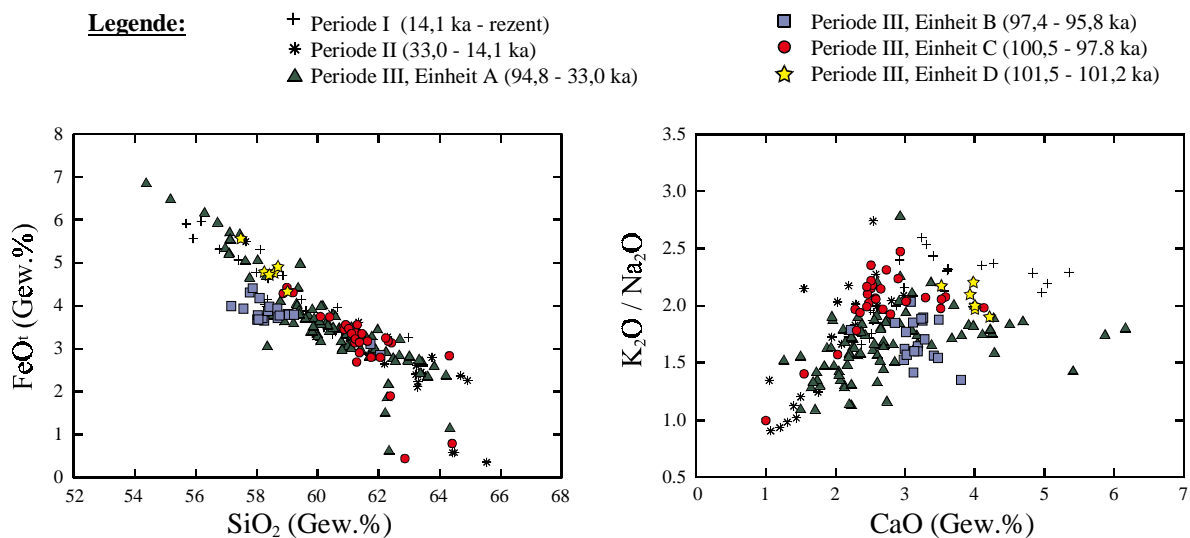 Legende:
Periode I (14,1 ka - rezent)
Periode II (33,0 - 14,1 ka)
Periode III, Einheit A (94,8 - 33,0 ka)
Periode III, Einheit B (97,4 - 95,8 ka)
Periode III, Einheit C (100,5 - 97.8 ka)
Periode III, Einheit D (101,5 - 101,2 ka)
FeOᵗ (Gew.%)
8
7
6
5
4
3
2
1
0
52 54 56 58 60 62 64 66 68
SiO₂ (Gew.%)
K₂O / Na₂O
3.5
3.0
2.5
2.0
1.5
1.0
0.5
0 1 2 3 4 5 6 7
CaO (Gew.%)